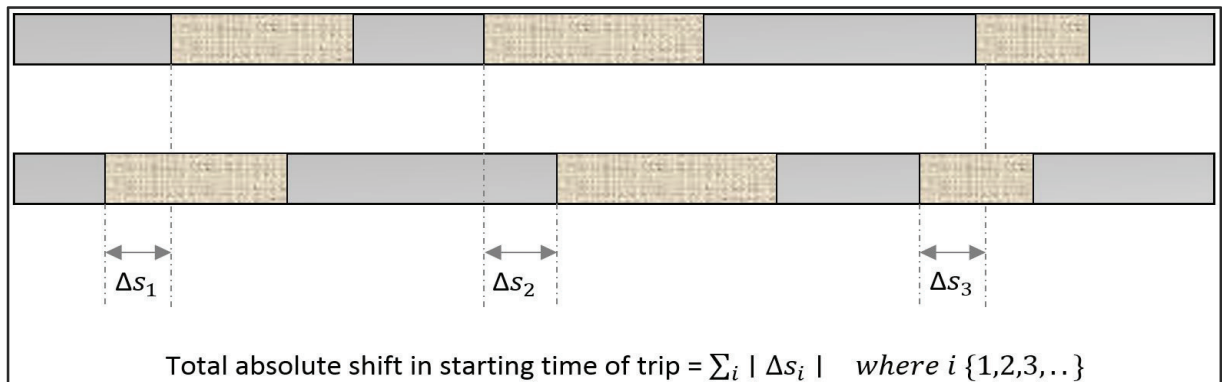 Δs₁ Δs₂ Δs₃
Total absolute shift in starting time of trip = ∑ᵢ | Δsᵢ | where i {1,2,3,..}